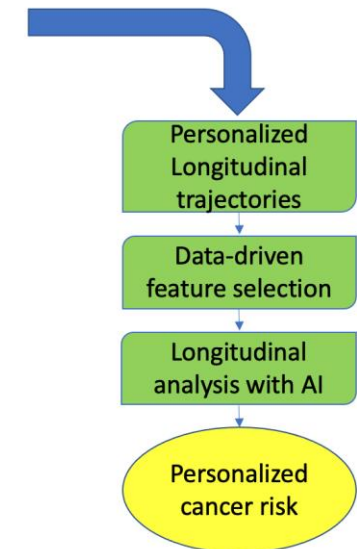 Personalized
Longitudinal
trajectories
Data-driven
feature selection
Longitudinal
analysis with AI
Personalized
cancer risk